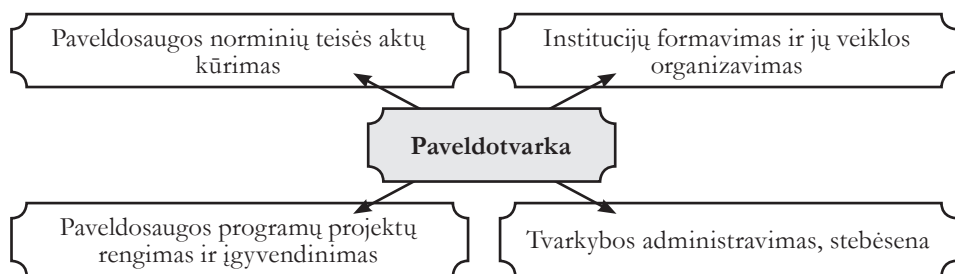 Paveldosaugos norminių teisės aktų
kūrimas
Institucijų formavimas ir jų veiklos
organizavimas
Paveldotvarka
Paveldosaugos programų projektų
rengimas ir įgyvendinimas
Tvarkybos administravimas, stebėsena